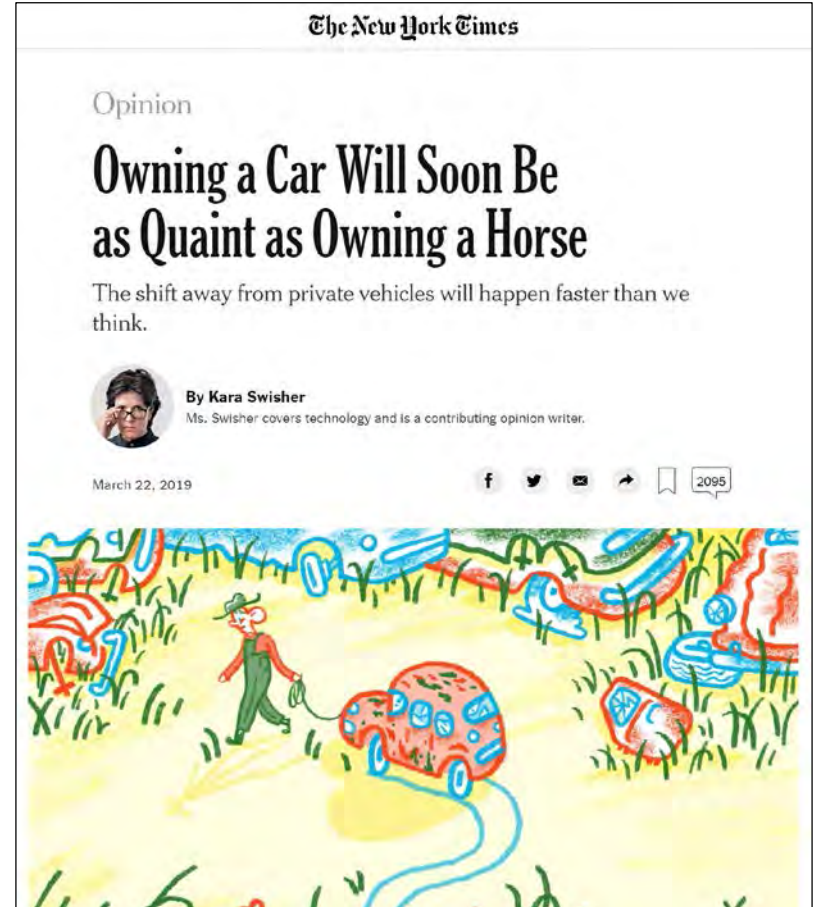 The New York Times
Opinion
Owning a Car Will Soon Be
as Quaint as Owning a Horse
The shift away from private vehicles will happen faster than we
think.
By Kara Swisher
Ms. Swisher covers technology and is a contributing opinion writer.
March 22, 2019
2095